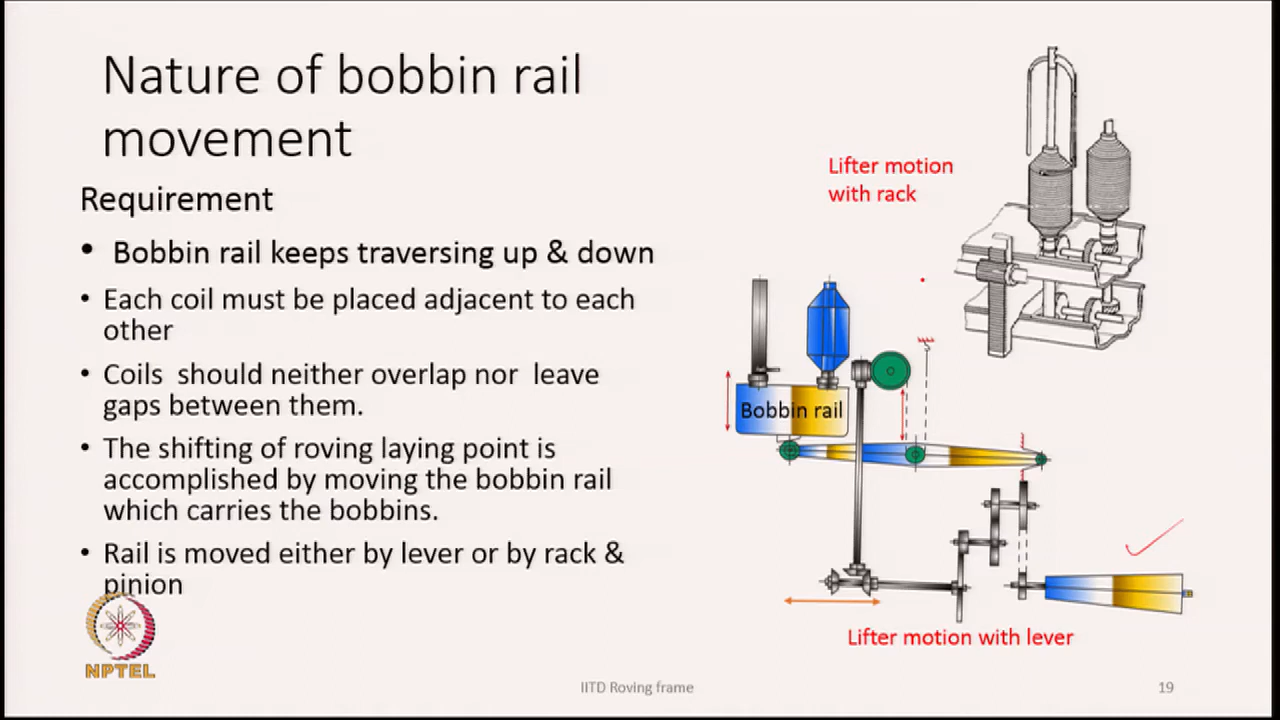 Nature of bobbin rail
movement
Requirement
• Bobbin rail keeps traversing up & down
• Each coil must be placed adjacent to each
other
• Coils should neither overlap nor leave
gaps between them.
• The shifting of roving laying point is
accomplished by moving the bobbin rail
which carries the bobbins.
• Rail is moved either by lever or by rack &
pinion
Lifter motion
with rack
Bobbin rail
Lifter motion with lever
NPTEL
IITD Roving frame
19